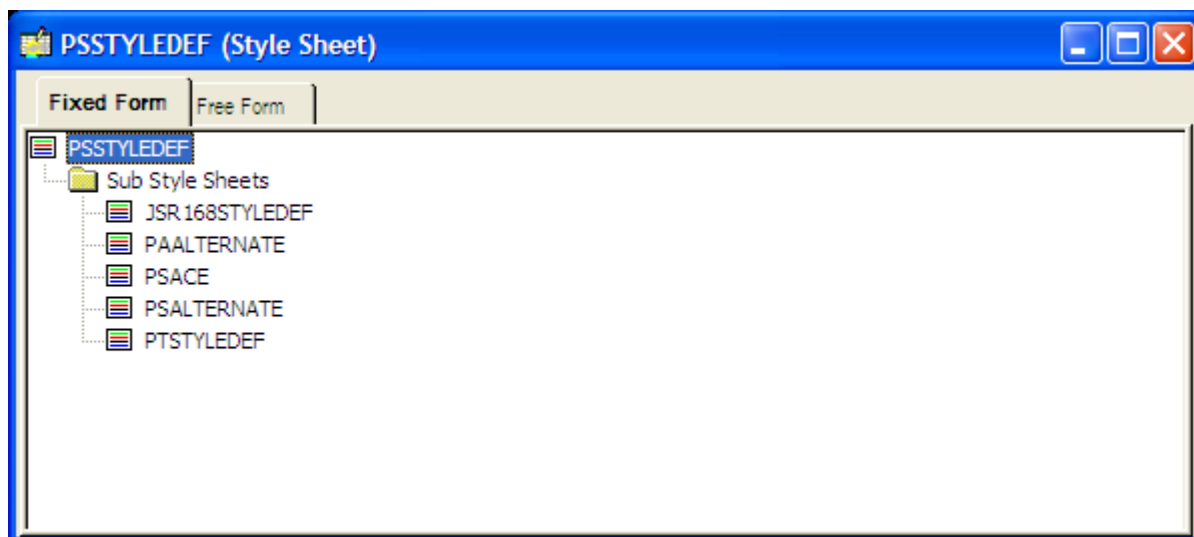 PSSTYLEDEF (Style Sheet)
Fixed Form Free Form
PSSTYLEDEF
Sub Style Sheets
JSR168STYLEDEF
PAALTERNATE
PSACE
PSALTERNATE
PTSTYLEDEF